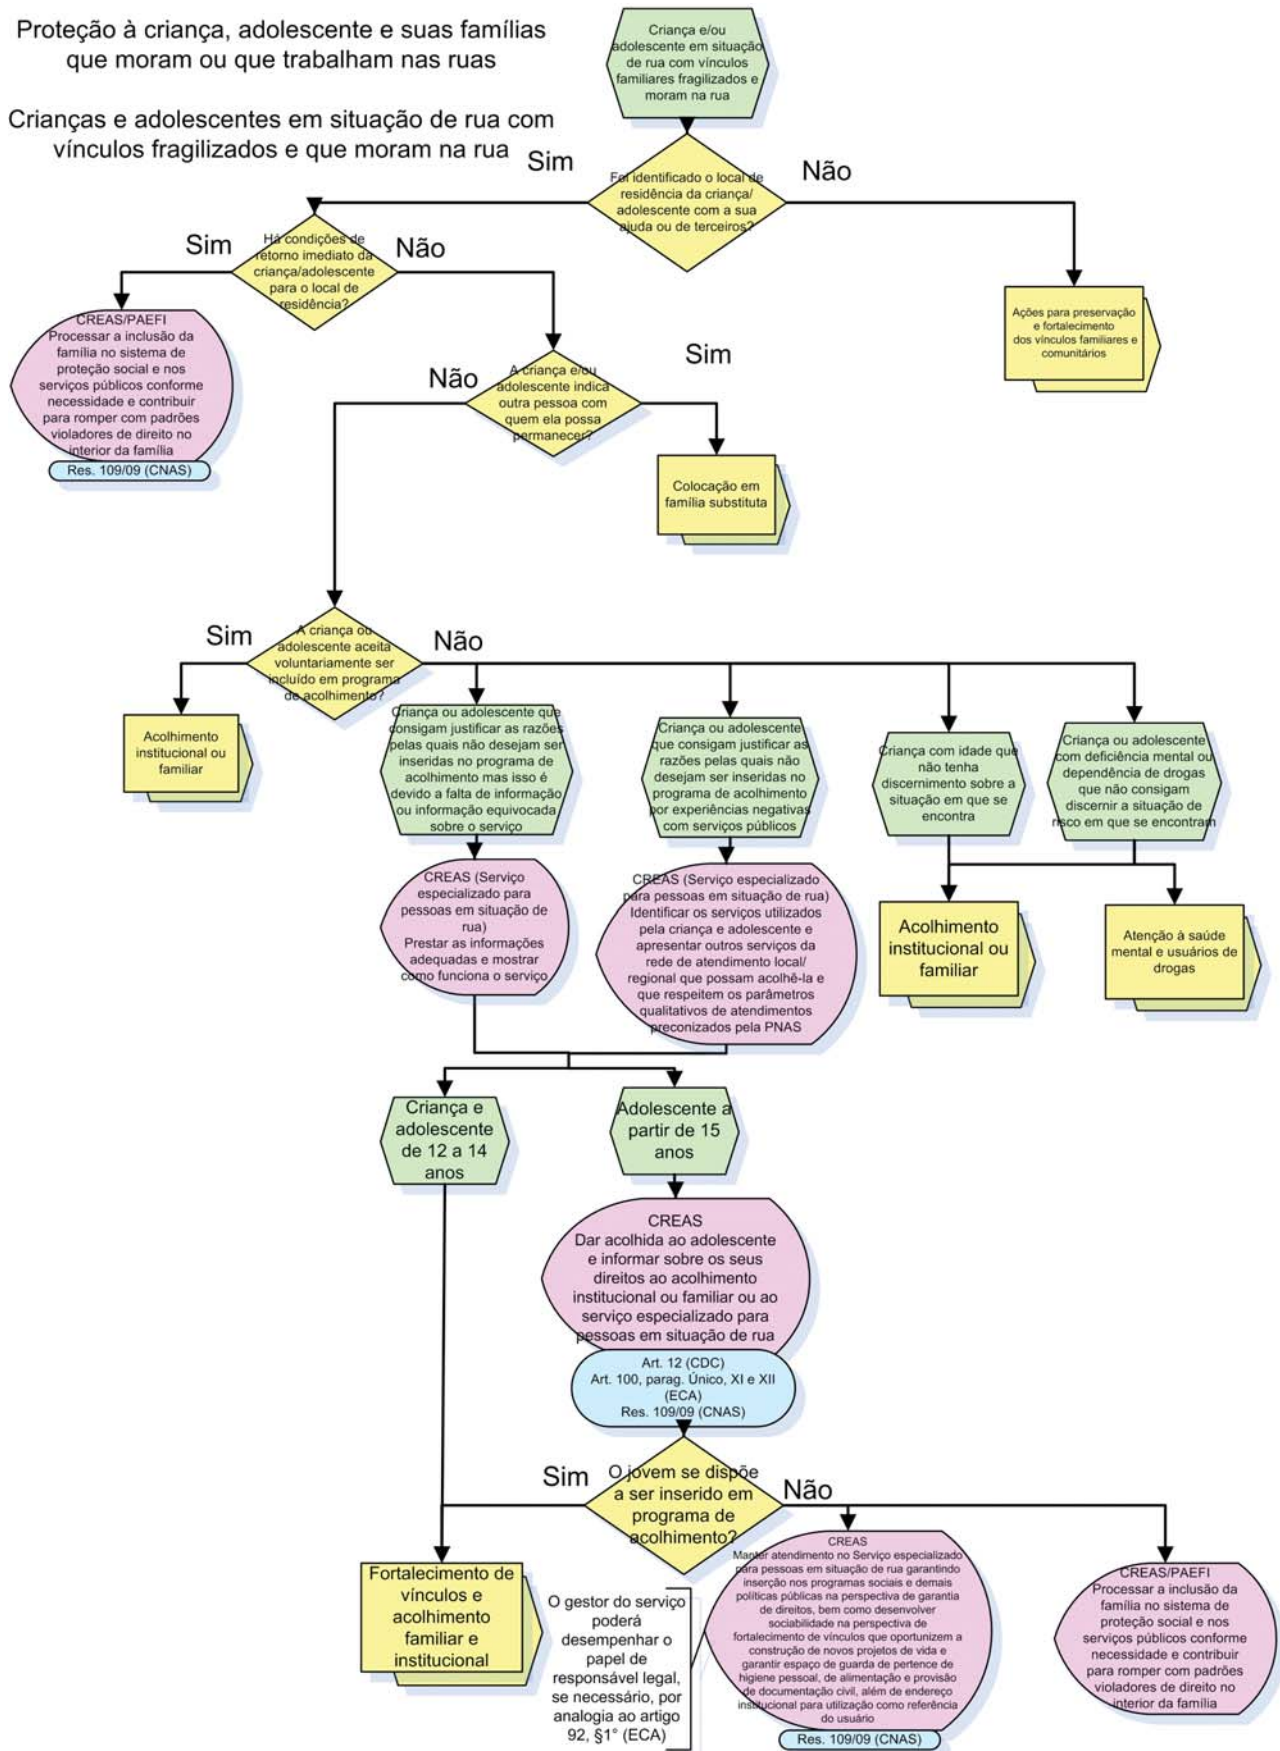 Proteção à criança, adolescente e suas famílias
que moram ou que trabalham nas ruas
Crianças e adolescentes em situação de rua com
vínculos fragilizados e que moram na rua
Criança e/ou
adolescente em situação
de rua com vínculos
familiares fragilizados e
moram na rua
Sim
Não
Foi identificado o local de
residência da criança/
adolescente com a sua
ajuda ou de terceiros?
Sim
Não
Há condições de
retorno imediato da
criança/adolescente
para o local de
residência?
CREAS/PAEFI
Processar a inclusão da
família no sistema de
proteção social e nos
serviços públicos conforme
necessidade e contribuir
para romper com padrões
violadores de direito no
interior da família
Res. 109/09 (CNAS)
Ações para preservação
e fortalecimento
dos vínculos familiares e
comunitários
Não
Sim
A criança e/ou
adolescente indica
outra pessoa com
quem ela possa
permanecer?
Colocação em
família substituta
Sim
Não
A criança ou
adolescente aceita
voluntariamente ser
incluído em programa
de acolhimento?
Acolhimento
institucional ou
familiar
Criança ou adolescente que
consigam justificar as razões
pelas quais não desejam ser
inseridas no programa de
acolhimento mas isso é
devido a falta de informação
ou informação equivocada
sobre o serviço
Criança ou adolescente
que consigam justificar as
razões pelas quais não
desejam ser inseridas no
programa de acolhimento
por experiências negativas
com serviços públicos
Criança com idade que
não tenha
discernimento sobre a
situação em que se
encontra
Criança ou adolescente
com deficiência mental ou
dependência de drogas
que não consigam
discernir a situação de
risco em que se encontram
CREAS (Serviço
especializado para
pessoas em situação de
rua)
Prestar as informações
adequadas e mostrar
como funciona o serviço
CREAS (Serviço especializado
para pessoas em situação de rua)
Identificar os serviços utilizados
pela criança e adolescente e
apresentar outros serviços da
rede de atendimento local/
regional que possam acolhê-la e
que respeitem os parâmetros
qualitativos de atendimentos
preconizados pela PNAS
Acolhimento
institucional ou
familiar
Atenção à saúde
mental e usuários de
drogas
Criança e
adolescente
de 12 a 14
anos
Adolescente a
partir de 15
anos
CREAS
Dar acolhida ao adolescente
e informar sobre os seus
direitos ao acolhimento
institucional ou familiar ou ao
serviço especializado para
pessoas em situação de rua
Art. 12 (CDC)
Art. 100, parag. Único, XI e XII
(ECA)
Res. 109/09 (CNAS)
Sim
Não
O jovem se dispõe
a ser inserido em
programa de
acolhimento?
Fortalecimento de
vínculos e
acolhimento
familiar e
institucional
O gestor do serviço
poderá
desempenhar o
papel de
responsável legal,
se necessário, por
analogia ao artigo
92, §1° (ECA)
CREAS
Manter atendimento no Serviço especializado
para pessoas em situação de rua garantindo
inserção nos programas sociais e demais
políticas públicas na perspectiva de garantia
de direitos, bem como desenvolver
sociabilidade na perspectiva de
fortalecimento de vínculos que oportunizem a
construção de novos projetos de vida e
garantir espaço de guarda de pertence de
higiene pessoal, de alimentação e provisão
de documentação civil, além de endereço
institucional para utilização como referência
do usuário
Res. 109/09 (CNAS)
CREAS/PAEFI
Processar a inclusão da
família no sistema de
proteção social e nos
serviços públicos conforme
necessidade e contribuir
para romper com padrões
violadores de direito no
interior da família